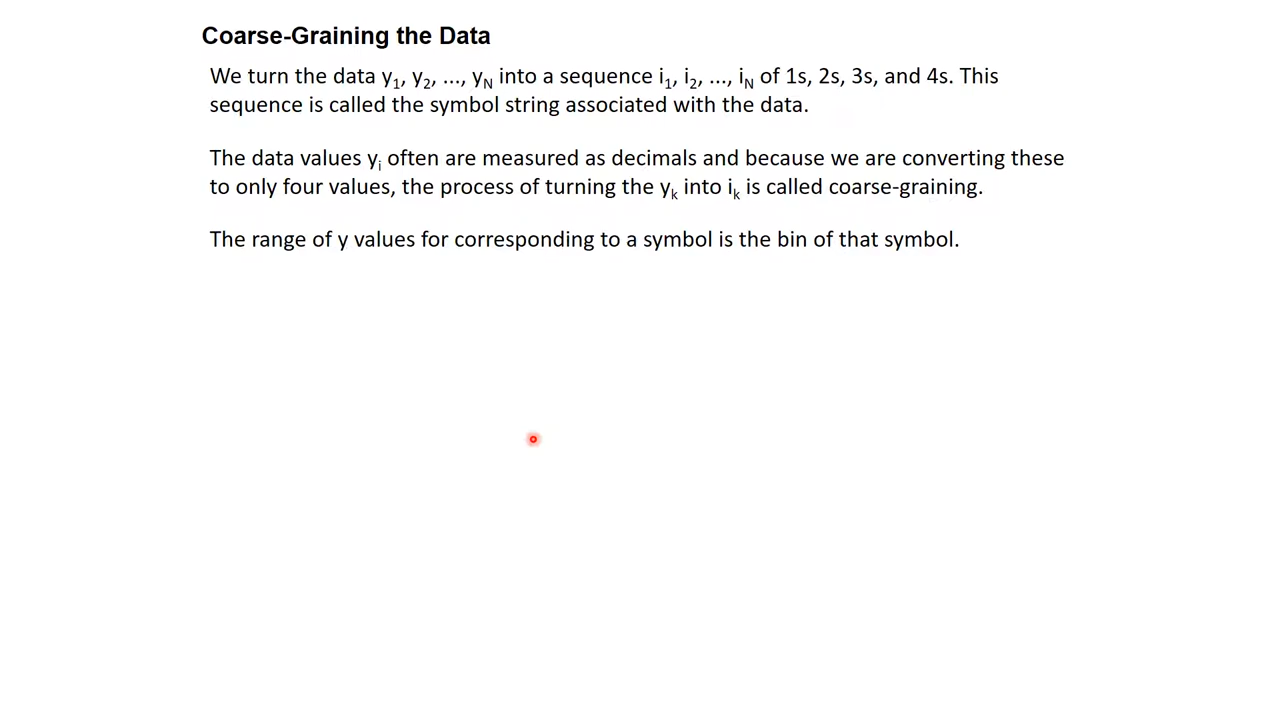 Coarse-Graining the Data
We turn the data y₁, y₂, ..., y_N into a sequence i₁, i₂, ..., i_N of 1s, 2s, 3s, and 4s. This
sequence is called the symbol string associated with the data.
The data values yᵢ often are measured as decimals and because we are converting these
to only four values, the process of turning the yₖ into iₖ is called coarse-graining.
The range of y values for corresponding to a symbol is the bin of that symbol.